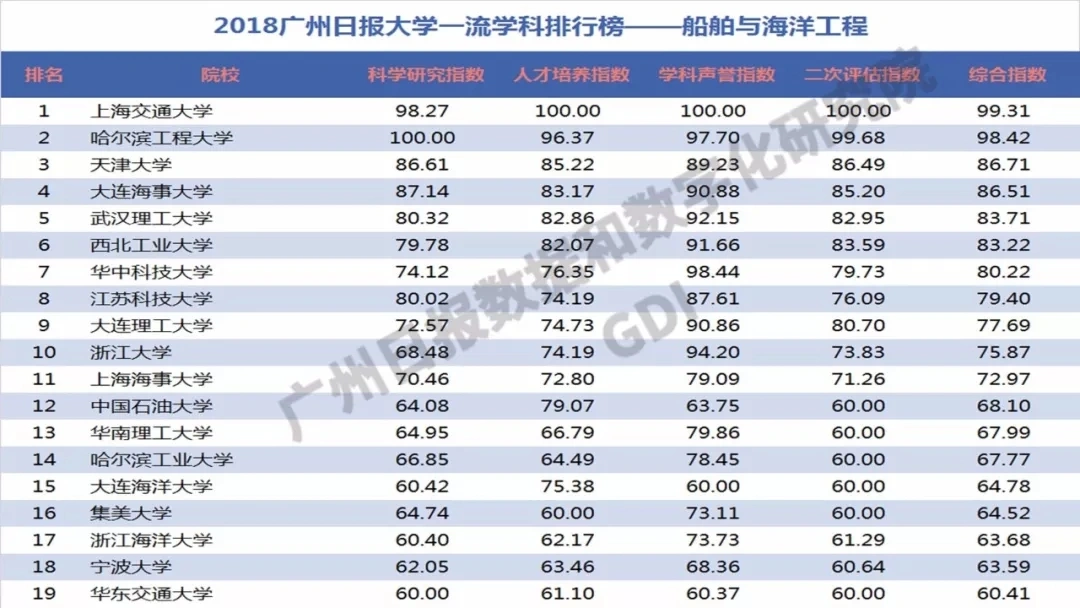 2018广州日报大学一流学科排行榜——船舶与海洋工程
排名 院校 科学研究指数 人才培养指数 学科声誉指数 二次评估指数 综合指数
1 上海交通大学 98.27 100.00 100.00 100.00 99.31
2 哈尔滨工程大学 100.00 96.37 97.70 99.68 98.42
3 天津大学 86.61 85.22 89.23 86.49 86.71
4 大连海事大学 87.14 83.17 90.88 85.20 86.51
5 武汉理工大学 80.32 82.86 92.15 82.95 83.71
6 西北工业大学 79.78 82.07 91.66 83.59 83.22
7 华中科技大学 74.12 76.35 98.44 79.73 80.22
8 江苏科技大学 80.02 74.19 87.61 76.09 79.40
9 大连理工大学 72.57 74.73 90.86 80.70 77.69
10 浙江大学 68.48 74.19 94.20 73.83 75.87
11 上海海事大学 70.46 72.80 79.09 71.26 72.97
12 中国石油大学 64.08 79.07 63.75 60.00 68.10
13 华南理工大学 64.95 66.79 79.86 60.00 67.99
14 哈尔滨工业大学 66.85 64.49 78.45 60.00 67.77
15 大连海洋大学 60.42 75.38 60.00 60.00 64.78
16 集美大学 64.74 60.00 73.11 60.00 64.52
17 浙江海洋大学 60.40 62.17 73.73 61.29 63.68
18 宁波大学 62.05 63.46 68.36 60.64 63.59
19 华东交通大学 60.00 61.10 60.37 60.00 60.41
广州日报数据和数字化研究院
GDI